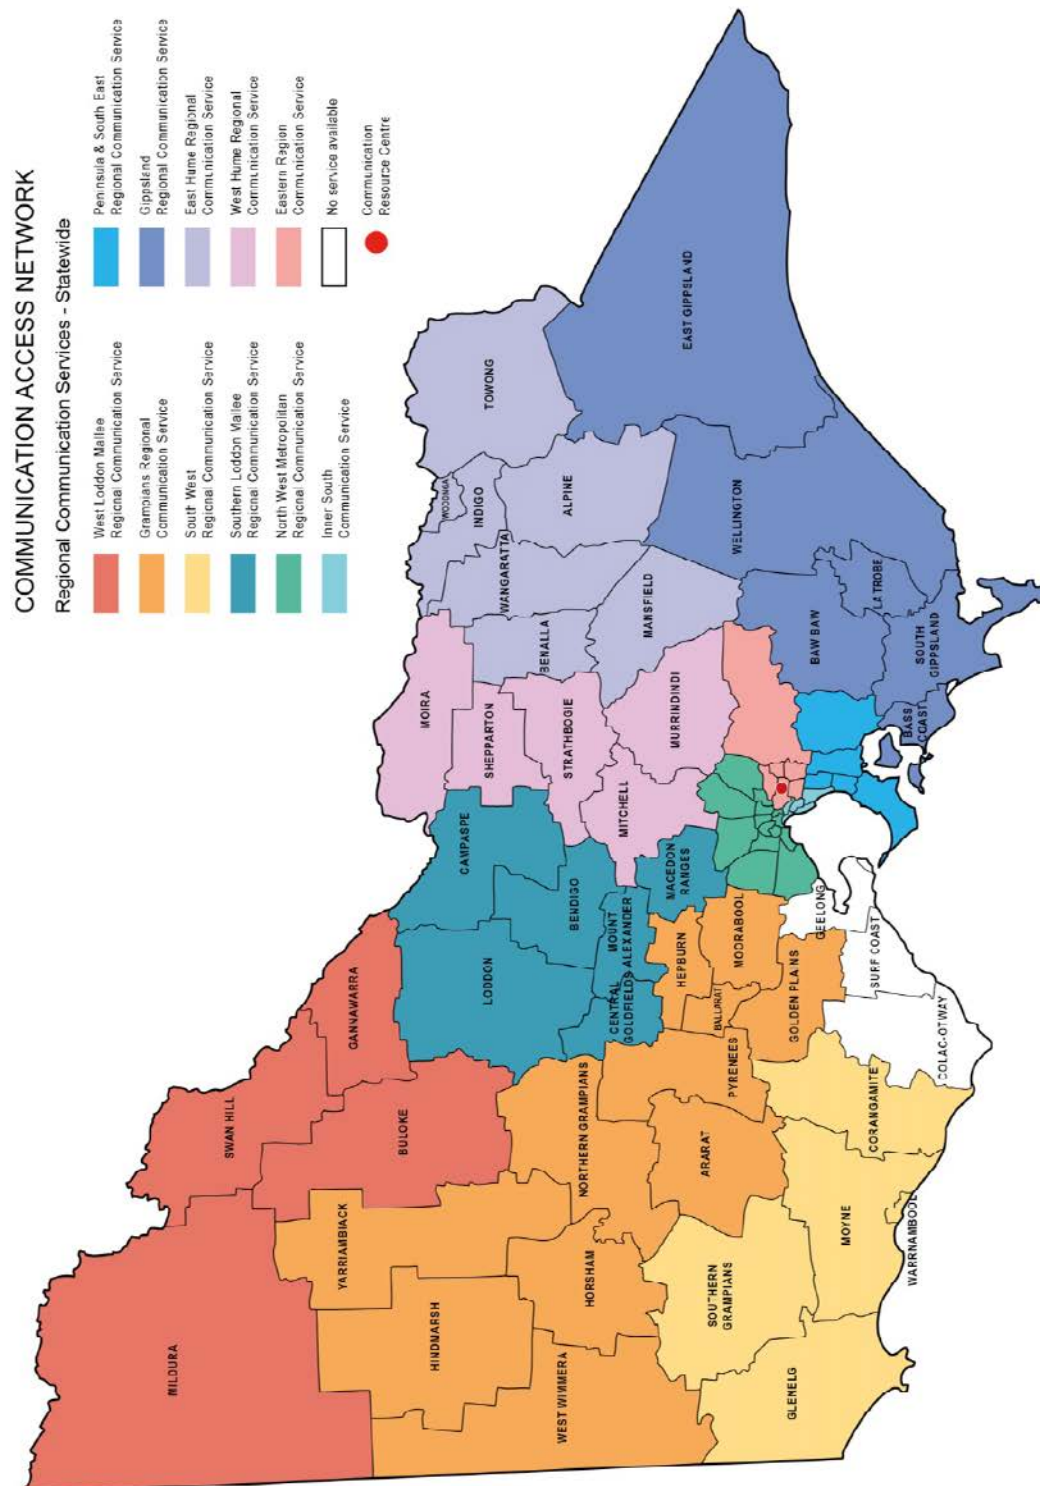 COMMUNICATION ACCESS NETWORK
Regional Communication Services - Statewide
West Loddon Mallee
Regional Communication Service
Grampians Regional
Communication Service
South West
Regional Communication Service
Southern Loddon Mallee
Regional Communication Service
North West Metropolitan
Regional Communication Service
Inner South
Communication Service
Peninsula & South East
Regional Communication Service
Gippsland
Regional Communication Service
East Hume Regional
Communication Service
West Hume Regional
Communication Service
Eastern Region
Communication Service
No service available
Communication
Resource Centre
MILDURA
SWAN HILL
GANNAWARRA
BULOKE
YARRIAMBIACK
HINDMARSH
WEST WIMMERA
HORSHAM
NORTHERN GRAMPIANS
ARARAT
PYRENEES
BALLARAT
HEPBURN
MOORABOOL
GOLDEN PLAINS
SOUTHERN
GRAMPIANS
GLENELG
MOYNE
WARRNAMBOOL
CORANGAMITE
COLAC-OTWAY
SURF COAST
GEELONG
LODDON
CAMPASPE
BENDIGO
CENTRAL
GOLDFIELDS
MOUNT
ALEXANDER
MACEDON
RANGES
MOIRA
SHEPPARTON
STRATHBOGIE
MITCHELL
MURRINDINDI
BENALLA
MANSFIELD
WANGARATTA
INDIGO
WODONGA
TOWONG
ALPINE
EAST GIPPSLAND
WELLINGTON
BAW BAW
LATROBE
SOUTH
GIPPSLAND
BASS
COAST